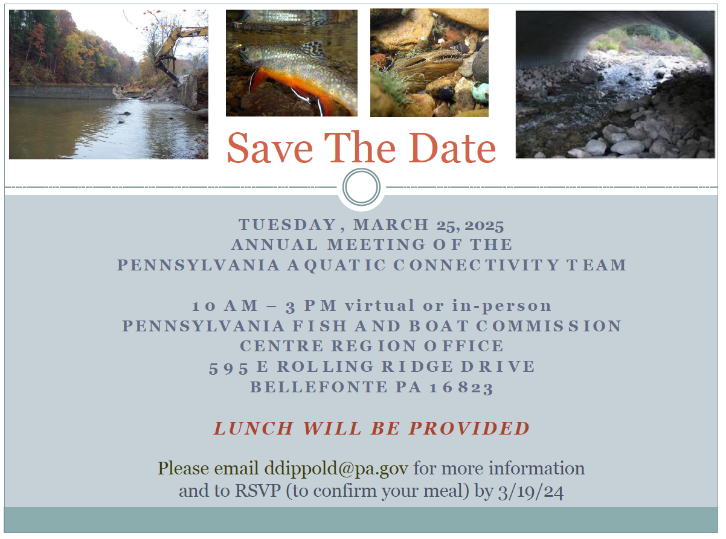 Save The Date
TUESDAY, MARCH 25, 2025
ANNUAL MEETING OF THE
PENNSYLVANIA AQUATIC CONNECTIVITY TEAM
10 AM – 3 PM virtual or in-person
PENNSYLVANIA FISH AND BOAT COMMISSION
CENTRE REGION OFFICE
595 E ROLLING RIDGE DRIVE
BELLEFONTE PA 16823
LUNCH WILL BE PROVIDED
Please email ddippold@pa.gov for more information
and to RSVP (to confirm your meal) by 3/19/24